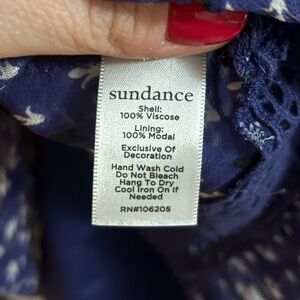 sundance
Shell:
100% Viscose
Lining:
100% Modal
Exclusive Of
Decoration
Hand Wash Cold
Do Not Bleach
Hang To Dry
Cool Iron On If
Needed
RN#106205